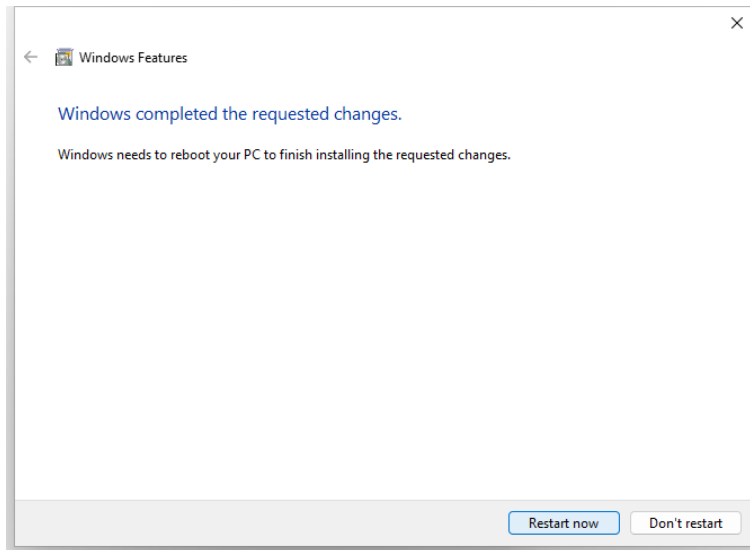 Windows Features
Windows completed the requested changes.
Windows needs to reboot your PC to finish installing the requested changes.
Restart now
Don't restart